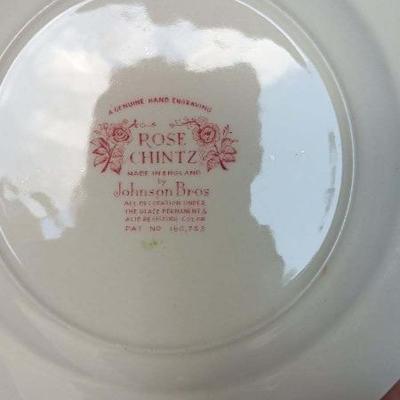 A GENUINE HAND ENGRAVING
ROSE
CHINTZ
MADE IN ENGLAND
by
Johnson Bros
ALL DECORATION UNDER
THE GLAZE PERMANENT &
ACID RESISTING COLOR
PAT NO 160,753